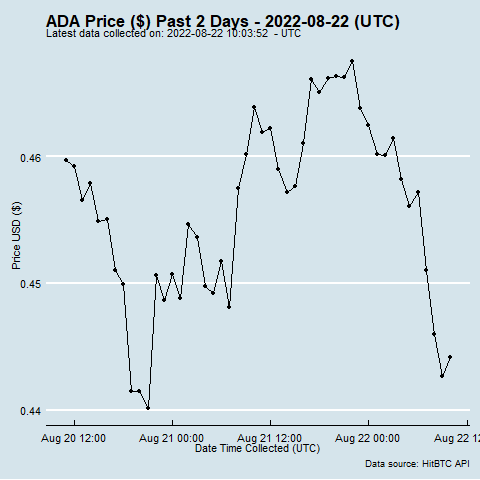 ADA Price ($) Past 2 Days - 2022-08-22 (UTC)
Latest data collected on: 2022-08-22 10:03:52 - UTC
0.46
0.45
0.44
Price USD ($)
Aug 20 12:00 Aug 21 00:00 Aug 21 12:00 Aug 22 00:00 Aug 22 12
Date Time Collected (UTC)
Data source: HitBTC API